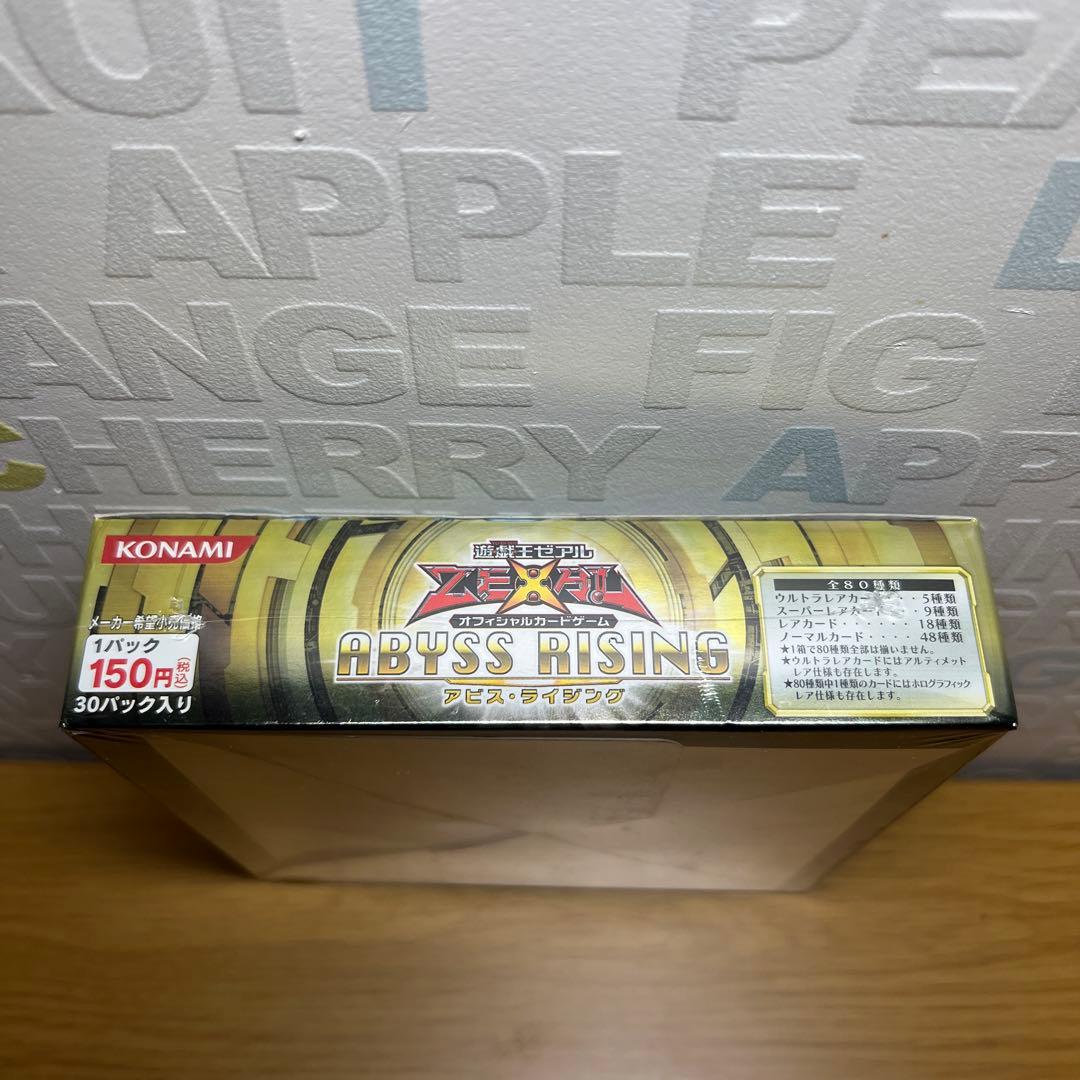 UIT PEA
APPLE
ANGE FIG
CHERRY APP
KONAMI
遊戯王ゼアル
ZEXAL
オフィシャルカードゲーム
ABYSS RISING
アビス・ライジング
メーカー希望小売価格
1パック
150円(税込)
30パック入り
全80種類
ウルトラレアカード・・・5種類
スーパーレアカード・・・9種類
レアカード・・・・・・18種類
ノーマルカード・・・・48種類
★1箱で80種類全部は揃いません。
★ウルトラレアカードにはアルティメット
レア仕様も存在します。
★80種類中1種類のカードにはホログラフィック
レア仕様も存在します。